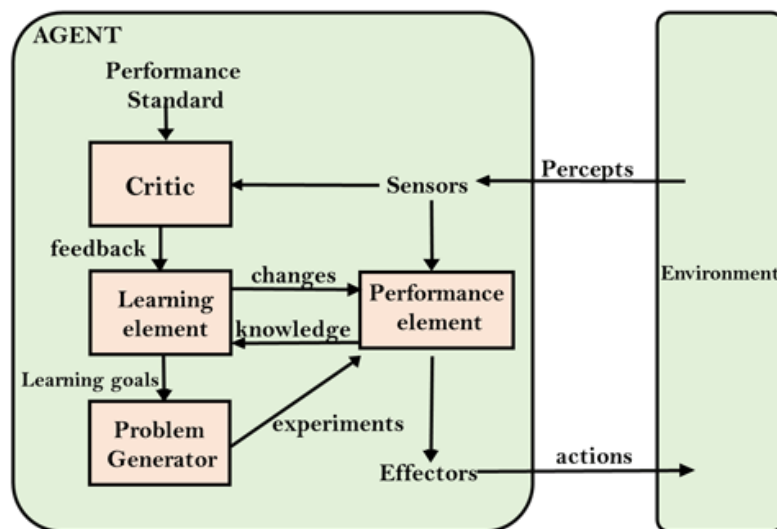 AGENT
Performance
Standard
Critic
Sensors
Percepts
feedback
changes
Environment
Learning
element
Performance
element
knowledge
Learning goals
experiments
Problem
Generator
Effectors
actions